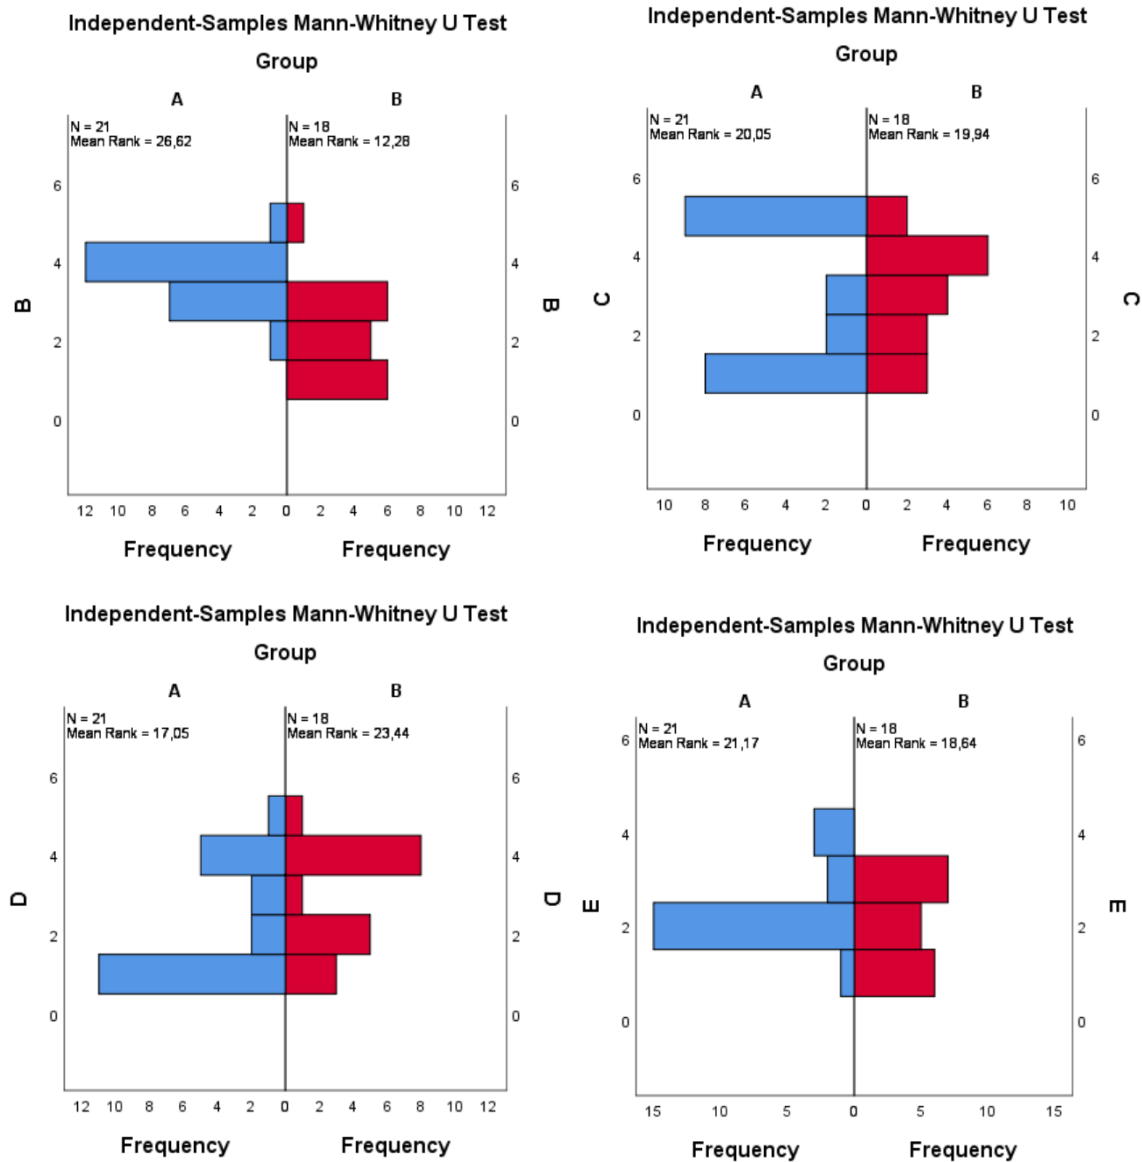 Independent-Samples Mann-Whitney U Test
Group
A B
N = 21 N = 18
Mean Rank = 26,62 Mean Rank = 12,28
6 6
4 4
B B
2 2
0 0
12 10 8 6 4 2 0 2 4 6 8 10 12
Frequency Frequency
Independent-Samples Mann-Whitney U Test
Group
A B
N = 21 N = 18
Mean Rank = 20,05 Mean Rank = 19,94
6 6
4 4
C C
2 2
0 0
10 8 6 4 2 0 2 4 6 8 10
Frequency Frequency
Independent-Samples Mann-Whitney U Test
Group
A B
N = 21 N = 18
Mean Rank = 17,05 Mean Rank = 23,44
6 6
4 4
D D
2 2
0 0
12 10 8 6 4 2 0 2 4 6 8 10 12
Frequency Frequency
Independent-Samples Mann-Whitney U Test
Group
A B
N = 21 N = 18
6 6
Mean Rank = 21,17 Mean Rank = 18,64
4 4
E E
2 2
0 0
15 10 5 0 5 10 15
Frequency Frequency